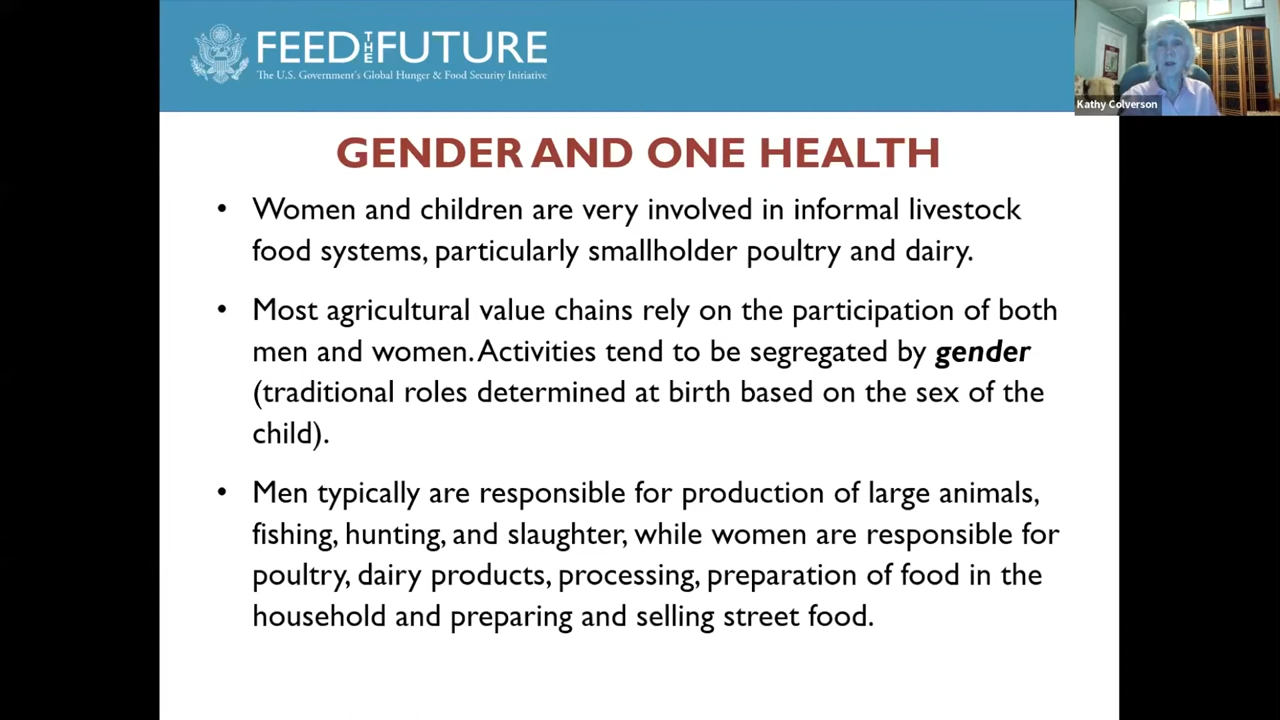 FEED THE FUTURE
The U.S. Government's Global Hunger & Food Security Initiative
Kathy Colverson
GENDER AND ONE HEALTH
• Women and children are very involved in informal livestock
food systems, particularly smallholder poultry and dairy.
• Most agricultural value chains rely on the participation of both
men and women. Activities tend to be segregated by gender
(traditional roles determined at birth based on the sex of the
child).
• Men typically are responsible for production of large animals,
fishing, hunting, and slaughter, while women are responsible for
poultry, dairy products, processing, preparation of food in the
household and preparing and selling street food.